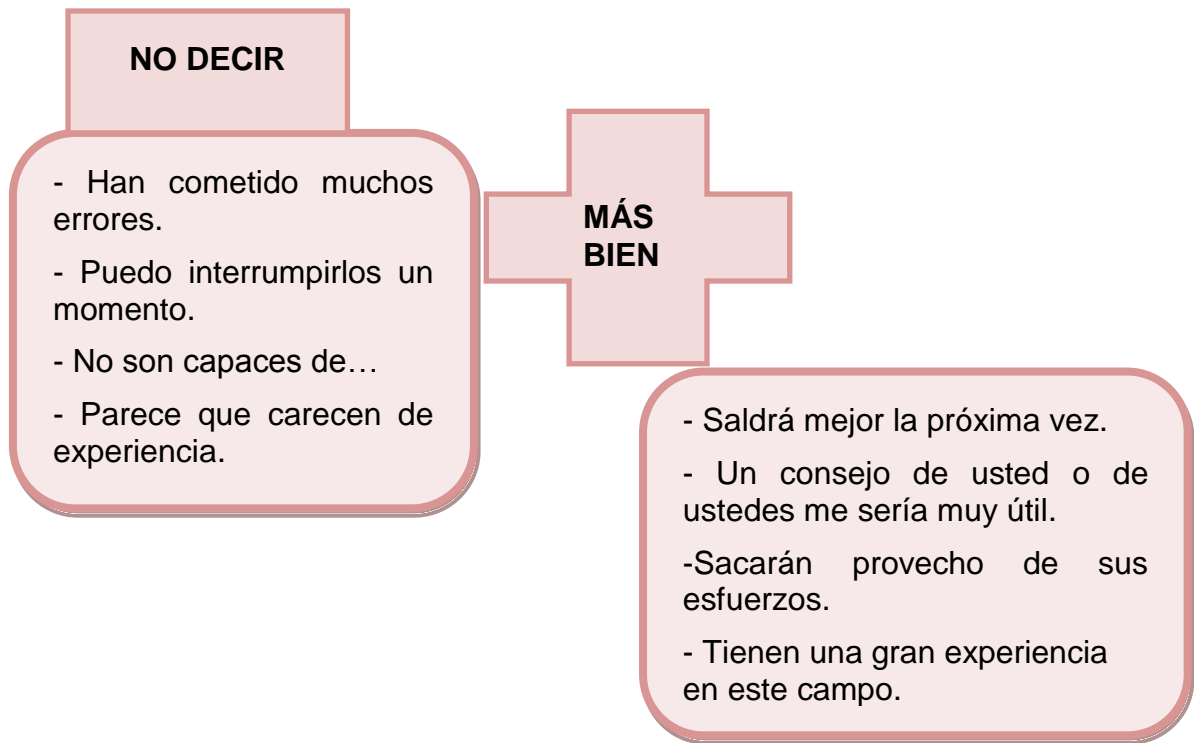 NO DECIR
- Han cometido muchos
errores.
- Puedo interrumpirlos un
momento.
- No son capaces de…
- Parece que carecen de
experiencia.
MÁS
BIEN
- Saldrá mejor la próxima vez.
- Un consejo de usted o de
ustedes me sería muy útil.
-Sacarán provecho de sus
esfuerzos.
- Tienen una gran experiencia
en este campo.